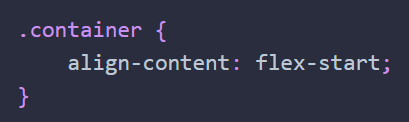 .container {
    align-content: flex-start;
}